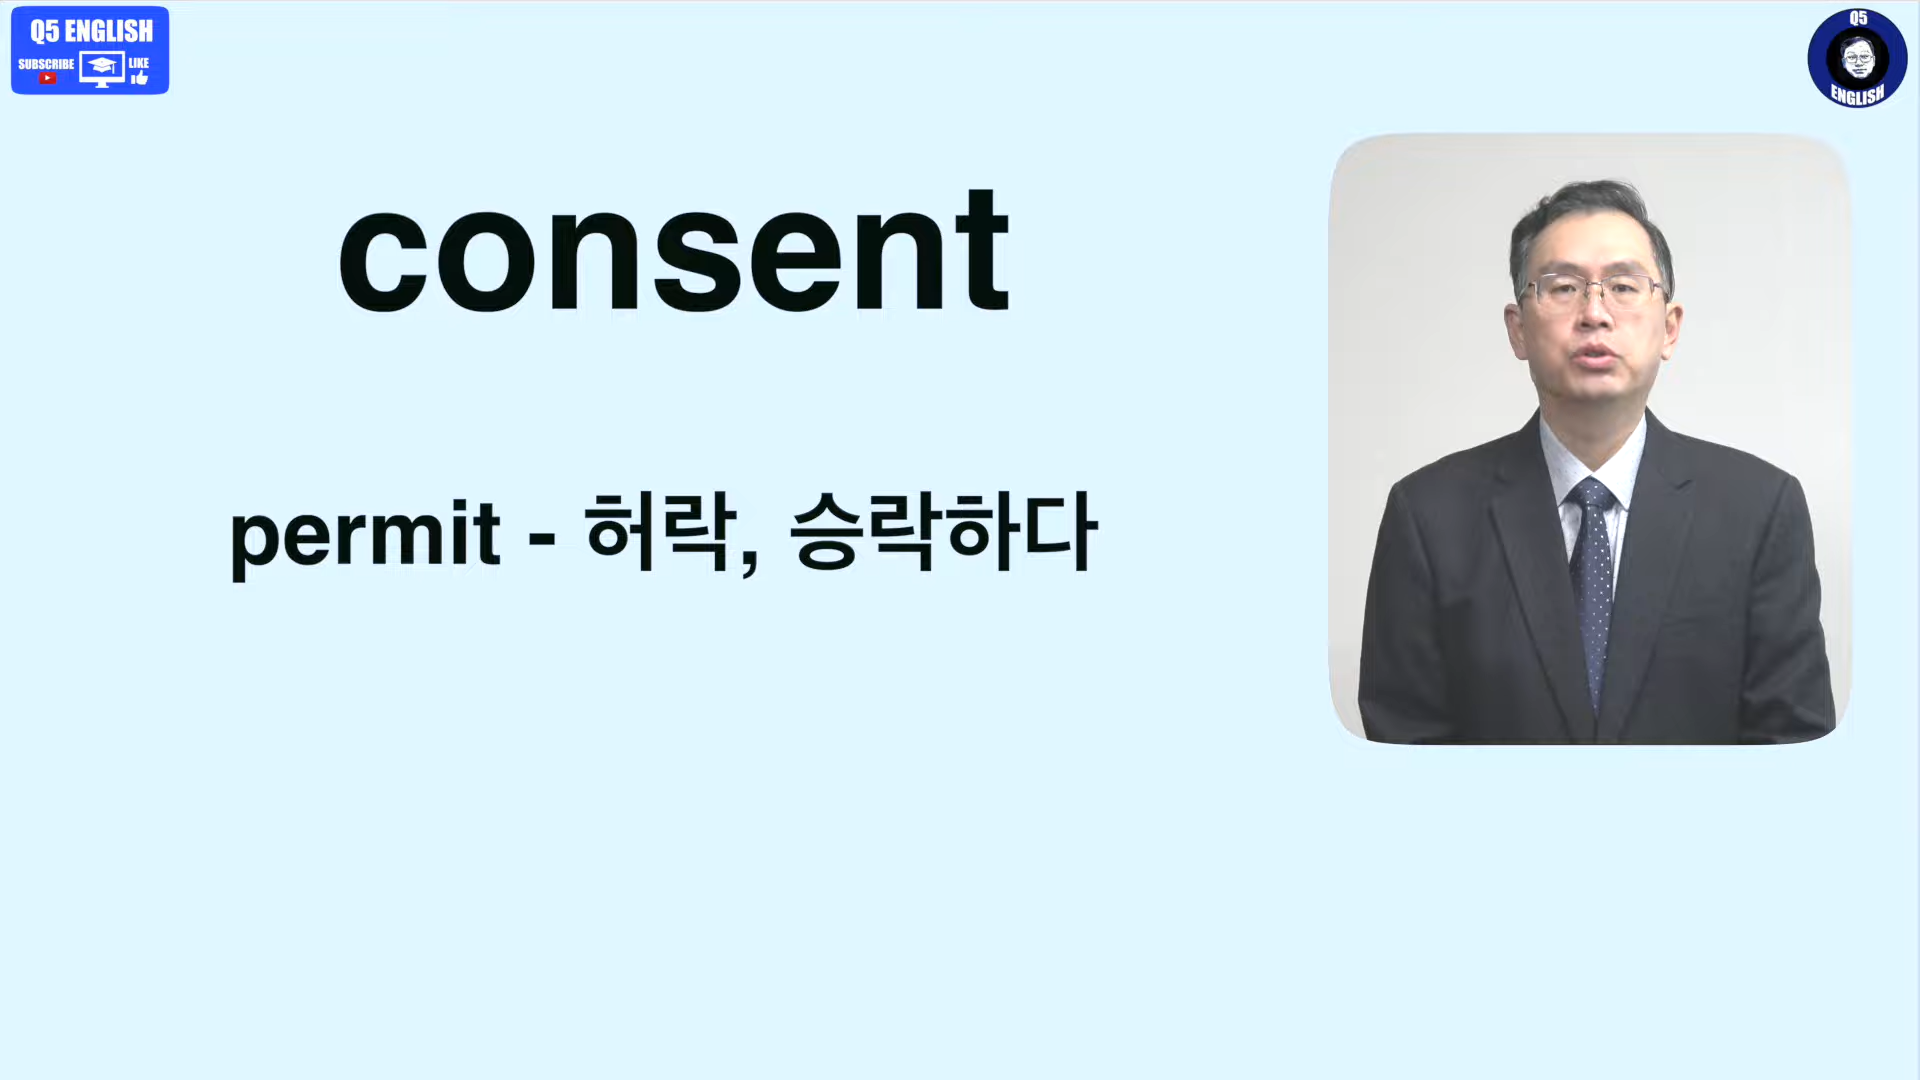 Q5 ENGLISH
SUBSCRIBE
LIKE
Q5
ENGLISH
consent
permit - 허락, 승락하다